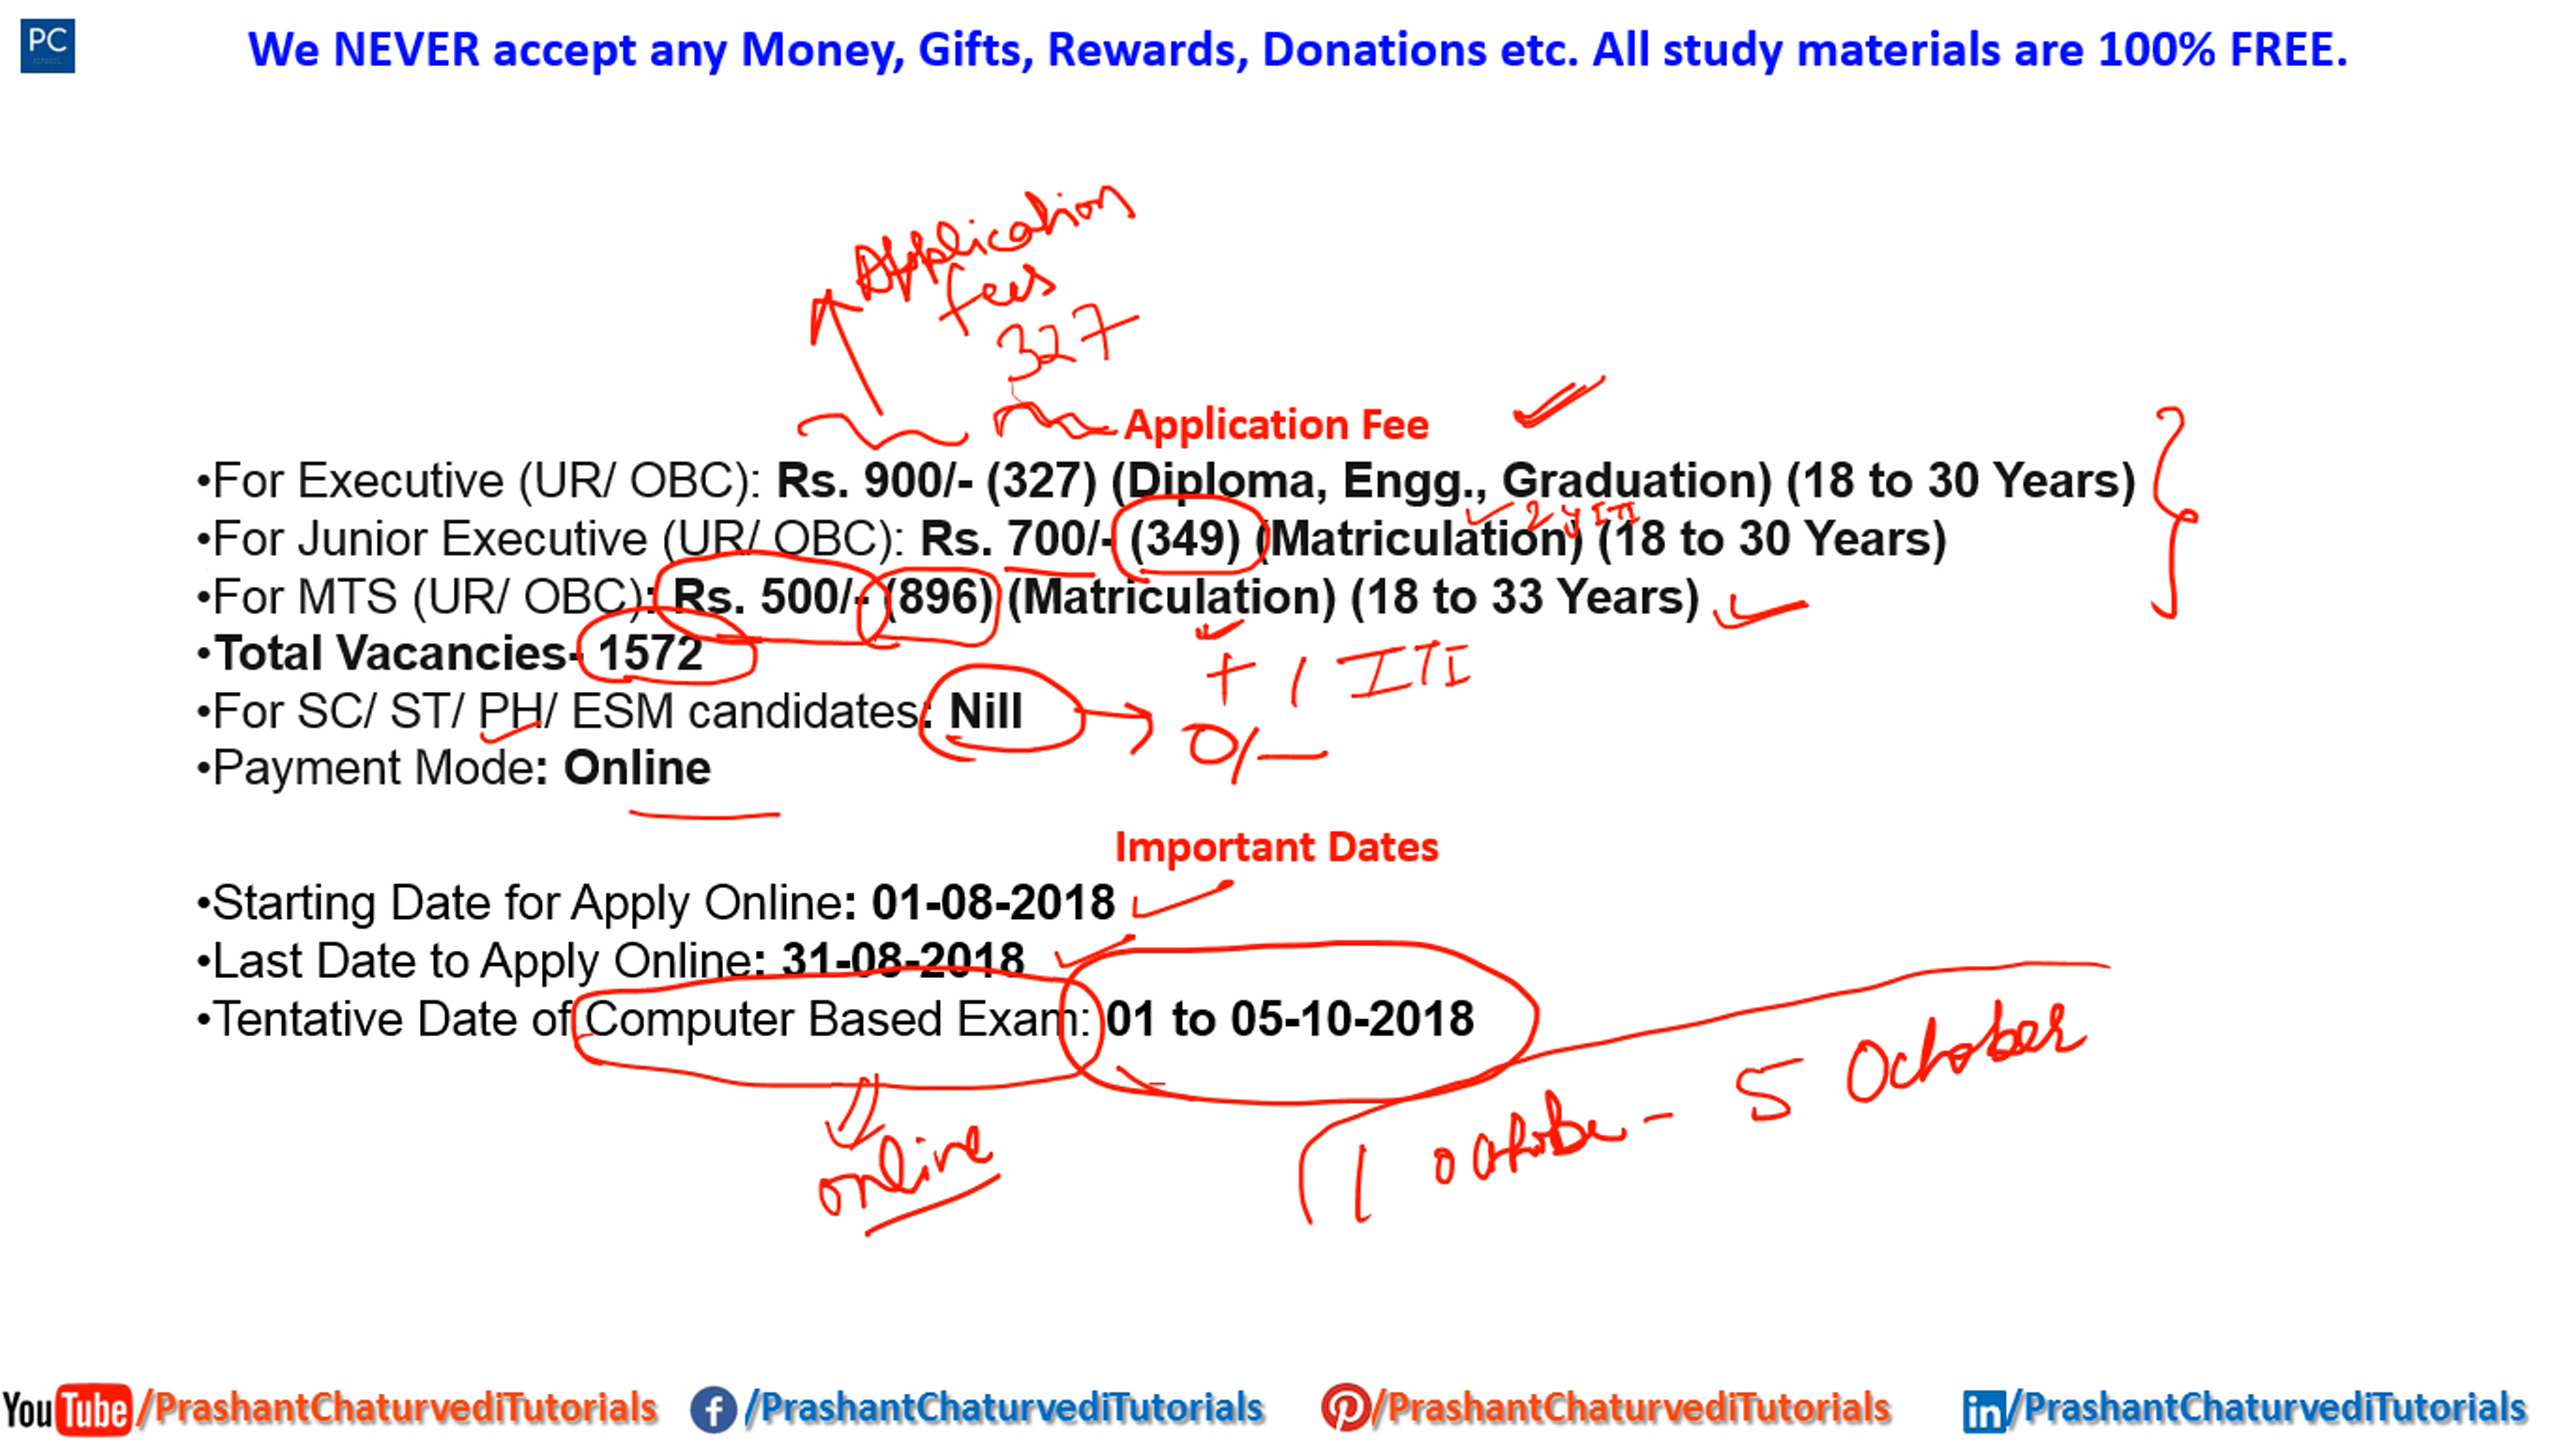 PC
We NEVER accept any Money, Gifts, Rewards, Donations etc. All study materials are 100% FREE.
Application
fees
327
Application Fee
•For Executive (UR/ OBC): Rs. 900/- (327) (Diploma, Engg., Graduation) (18 to 30 Years)
2 y ITI
•For Junior Executive (UR/ OBC): Rs. 700/- (349) (Matriculation) (18 to 30 Years)
•For MTS (UR/ OBC): Rs. 500/- (896) (Matriculation) (18 to 33 Years)
•Total Vacancies- 1572
+ 1 ITI
•For SC/ ST/ PH/ ESM candidates: Nill
0/-
•Payment Mode: Online
Important Dates
•Starting Date for Apply Online: 01-08-2018
•Last Date to Apply Online: 31-08-2018
•Tentative Date of Computer Based Exam: 01 to 05-10-2018
online
1 October - 5 October
YouTube/PrashantChaturvediTutorials f/PrashantChaturvediTutorials /PrashantChaturvediTutorials in/PrashantChaturvediTutorials